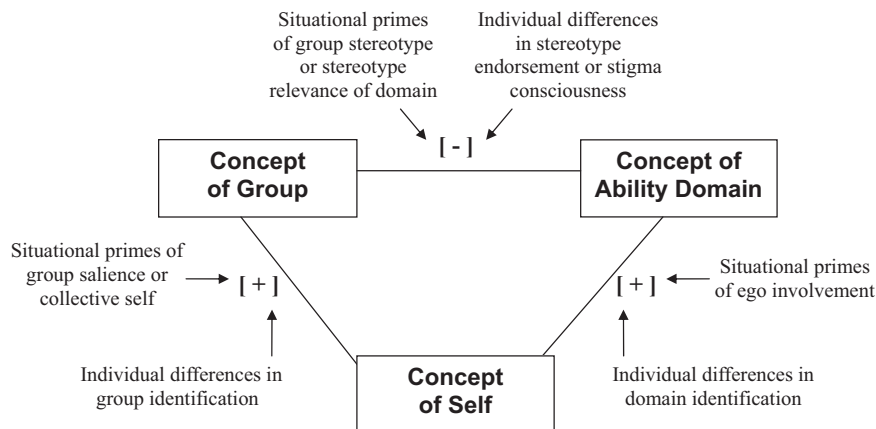 Situational primes
of group stereotype
or stereotype
relevance of domain
Individual differences
in stereotype
endorsement or stigma
consciousness
[ - ]
Concept
of Group
Concept of
Ability Domain
Situational primes of
group salience or
collective self
[ + ]
[ + ]
Situational primes
of ego involvement
Individual differences in
group identification
Concept
of Self
Individual differences in
domain identification